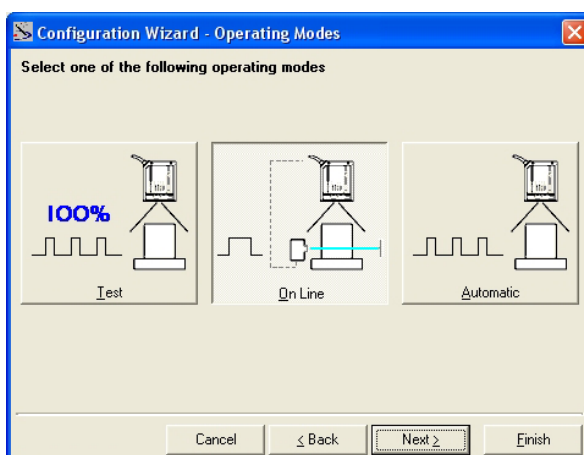 Configuration Wizard - Operating Modes
Select one of the following operating modes
100%
Test
On Line
Automatic
Cancel
< Back
Next >
Finish